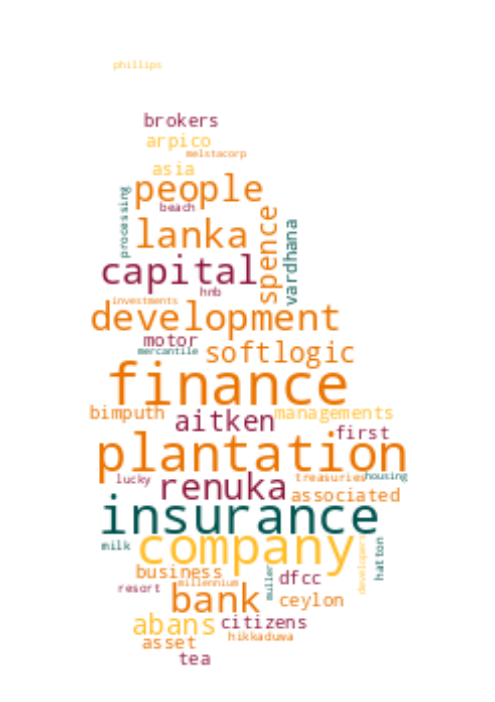 phillips
brokers
arpico
melstacorp
asia
people
processing
beach
lanka
spence
vardhana
capital
hnb
investments
development
motor
mercantile
softlogic
finance
bimputh
aitken
managements
first
plantation
lucky
renuka
treasuries
housing
associated
insurance
milk
company
developers
hatton
business
millennium
muller
dfcc
resort
bank
ceylon
abans
citizens
hikkaduwa
asset
tea